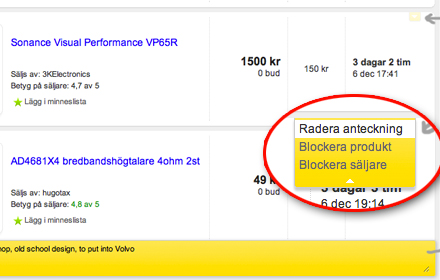 Sonance Visual Performance VP65R
1500 kr
0 bud
150 kr
3 dagar 2 tim
6 dec 17:41
Säljs av: 3KElectronics
Betyg på säljare: 4,7 av 5
Lägg i minneslista
Radera anteckning
Blockera produkt
Blockera säljare
AD4681X4 bredbandshögtalare 4ohm 2st
49 k
0 bud
3 dagar 3 tim
6 dec 19:14
Säljs av: hugotax
Betyg på säljare: 4,8 av 5
Lägg i minneslista
hop, old school design, to put into Volvo